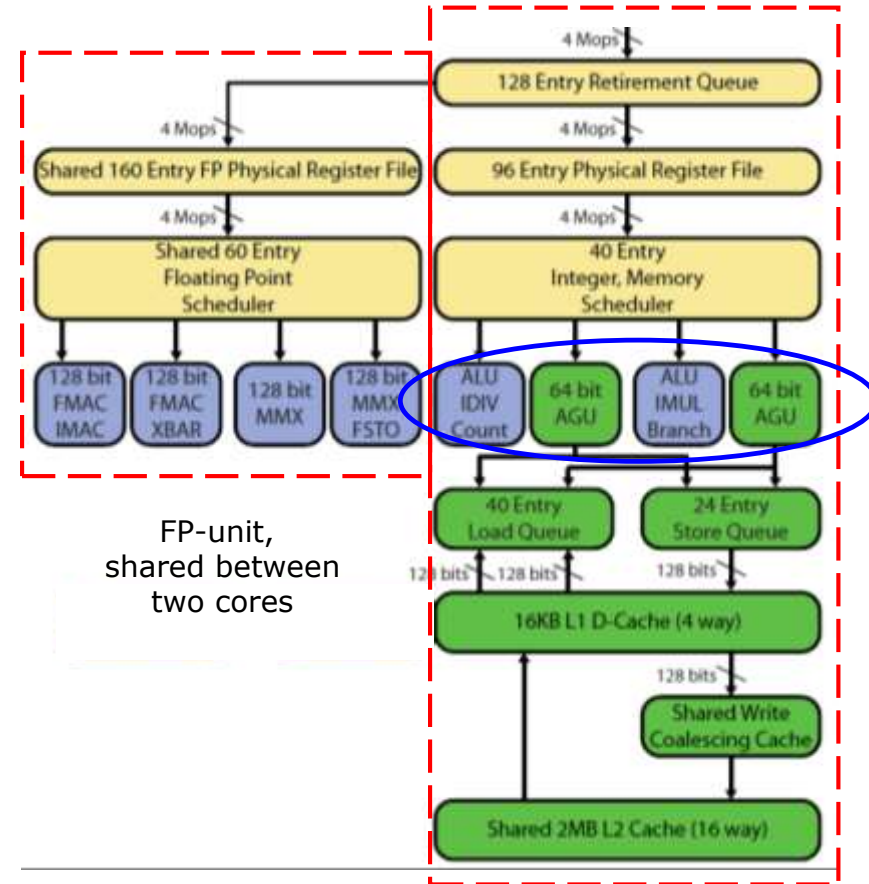 4 Mops
128 Entry Retirement Queue
4 Mops
4 Mops
Shared 160 Entry FP Physical Register File
96 Entry Physical Register File
4 Mops
4 Mops
Shared 60 Entry
Floating Point
Scheduler
40 Entry
Integer, Memory
Scheduler
128 bit
FMAC
IMAC
128 bit
FMAC
XBAR
128 bit
MMX
128 bit
MMX
FSTO
ALU
IDIV
Count
64 bit
AGU
ALU
IMUL
Branch
64 bit
AGU
40 Entry
Load Queue
24 Entry
Store Queue
FP-unit,
shared between
two cores
128 bits
128 bits
128 bits
16KB L1 D-Cache (4 way)
128 bits
Shared Write
Coalescing Cache
Shared 2MB L2 Cache (16 way)